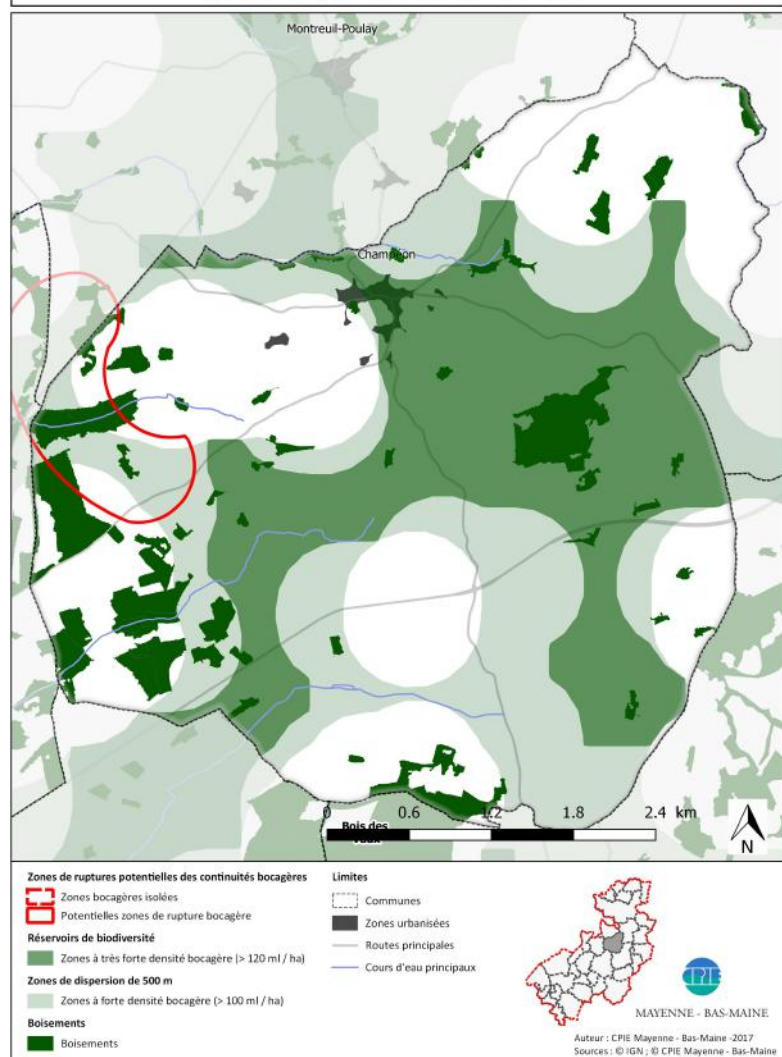 Montreuil-Poulay
Champéon
0 0.6 1.2 1.8 2.4 km
Bois des
Vaux
N
Zones de ruptures potentielles des continuités bocagères
Zones bocagères isolées
Potentielles zones de rupture bocagère
Réservoirs de biodiversité
Zones à très forte densité bocagère (> 120 ml / ha)
Zones de dispersion de 500 m
Zones à forte densité bocagère (> 100 ml / ha)
Boisements
Boisements
Limites
Communes
Zones urbanisées
Routes principales
Cours d'eau principaux
CPIE
MAYENNE - BAS-MAINE
Auteur : CPIE Mayenne - Bas-Maine -2017
Sources : © IGN ; © CPIE Mayenne - Bas-Maine